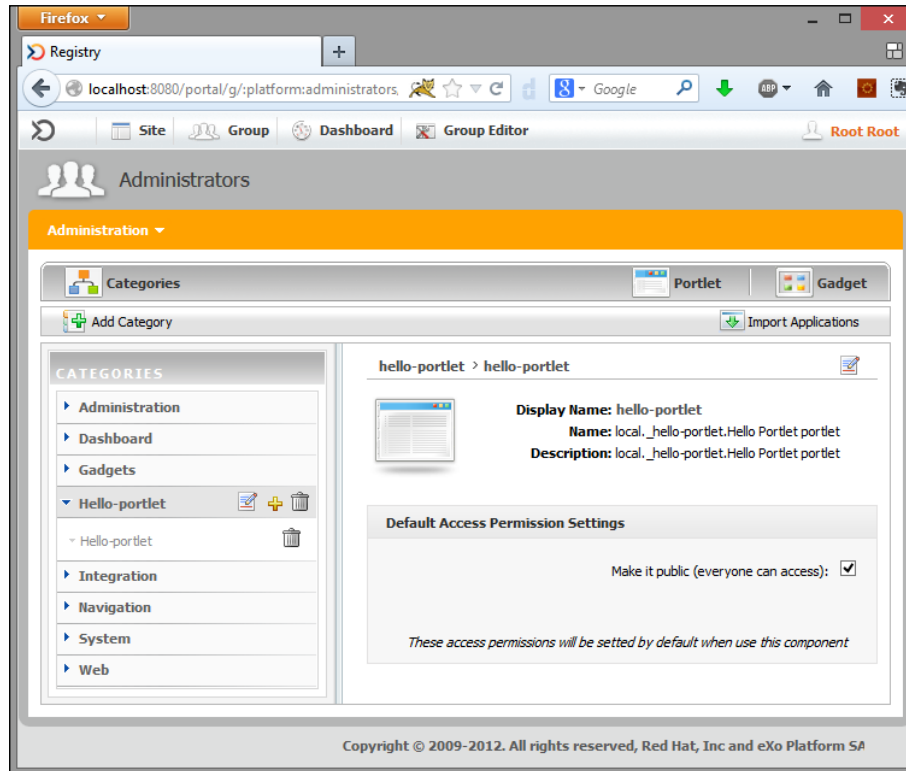 Firefox
Registry
localhost:8080/portal/g/:platform:administrators,
Google
ABP
Site Group Dashboard Group Editor Root Root
Administrators
Administration
Categories Portlet Gadget
Add Category Import Applications
CATEGORIES
Administration
Dashboard
Gadgets
Hello-portlet
Hello-portlet
Integration
Navigation
System
Web
hello-portlet > hello-portlet
Display Name: hello-portlet
Name: local._hello-portlet.Hello Portlet portlet
Description: local._hello-portlet.Hello Portlet portlet
Default Access Permission Settings
Make it public (everyone can access):
These access permissions will be setted by default when use this component
Copyright © 2009-2012. All rights reserved, Red Hat, Inc and eXo Platform SA